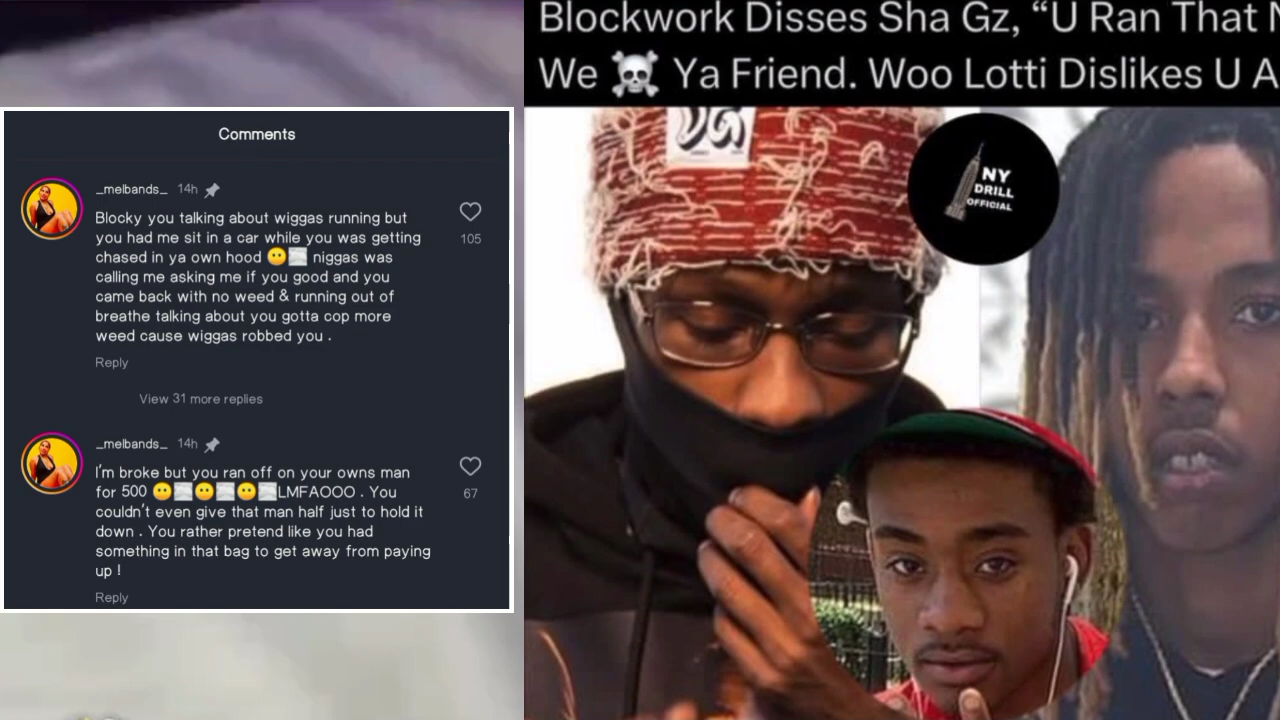 Comments
_melbands_ 14h
Blocky you talking about wiggas running but
you had me sit in a car while you was getting
chased in ya own hood 😶 niggas was
calling me asking me if you good and you
came back with no weed & running out of
breathe talking about you gotta cop more
weed cause wiggas robbed you .
105
Reply
View 31 more replies
_melbands_ 14h
I'm broke but you ran off on your owns man
for 500 😶😶😶LMFAOOO . You
couldn't even give that man half just to hold it
down . You rather pretend like you had
something in that bag to get away from paying
up !
67
Reply
Blockwork Disses Sha Gz, “U Ran That
We ☠️ Ya Friend. Woo Lotti Dislikes U A
NY
DRILL
OFFICIAL